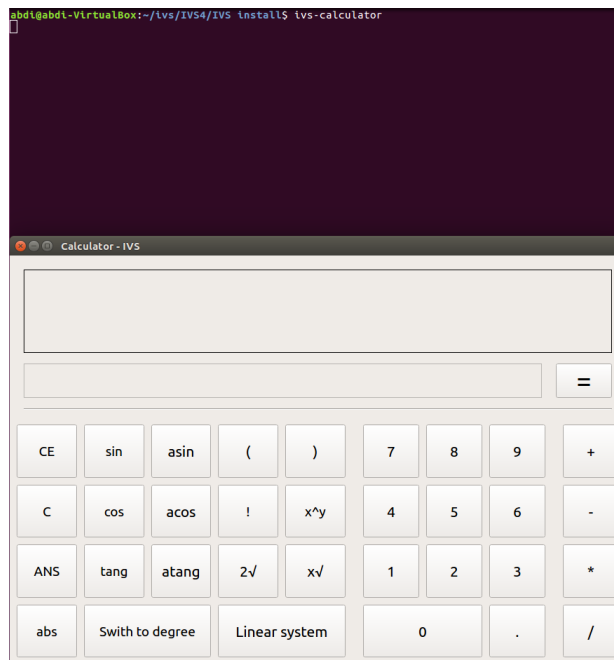 abdi@abdi-VirtualBox:~/ivs/IVS4/IVS install$ ivs-calculator
Calculator - IVS
=
CE sin asin ( ) 7 8 9 +
C cos acos ! x^y 4 5 6 -
ANS tang atang 2√ x√ 1 2 3 *
abs Swith to degree Linear system 0 . /